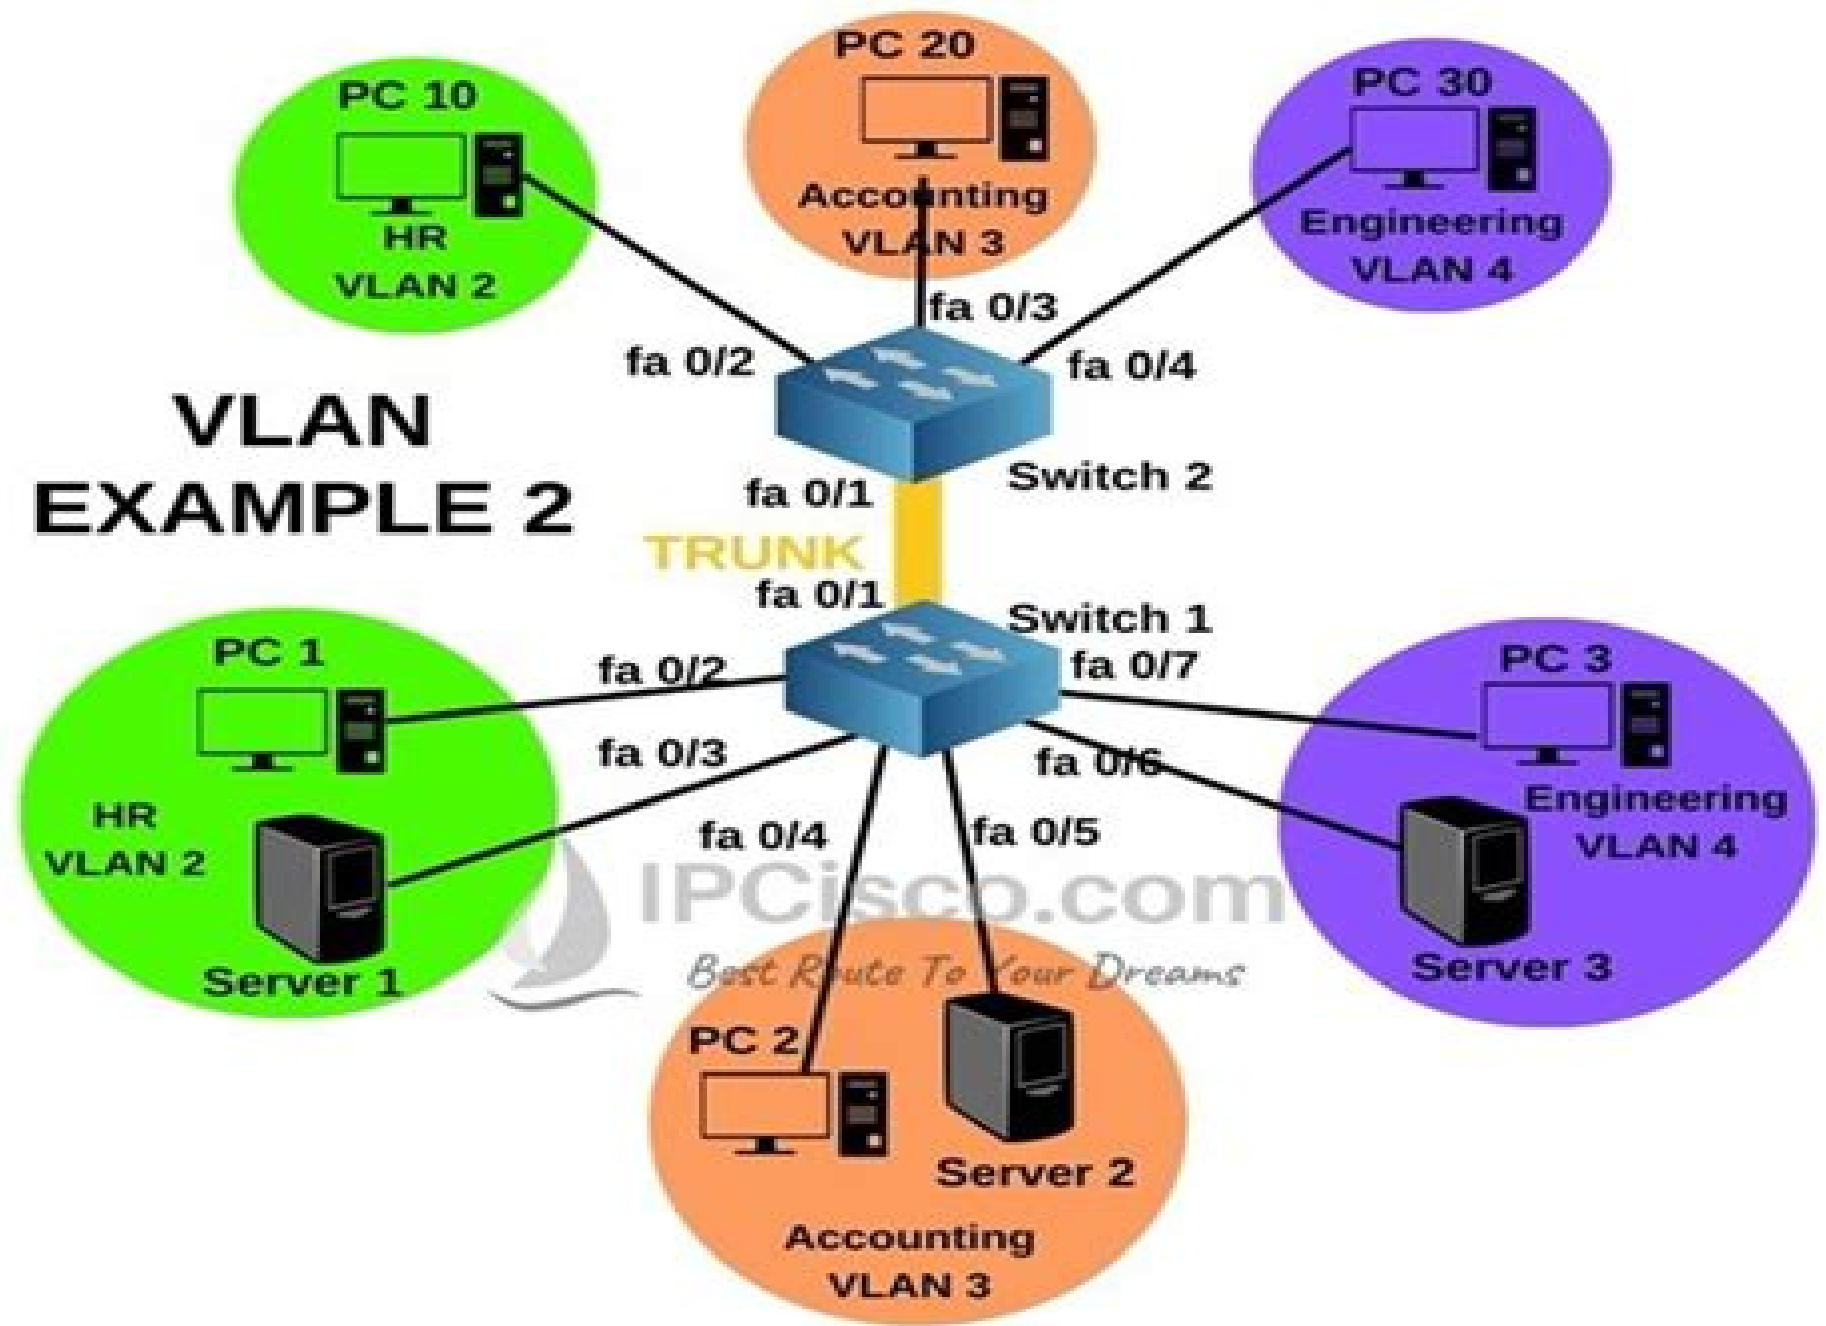 PC 10
HR
VLAN 2
PC 20
Accounting
VLAN 3
PC 30
Engineering
VLAN 4
fa 0/2
fa 0/3
fa 0/4
VLAN
EXAMPLE 2
Switch 2
fa 0/1
TRUNK
fa 0/1
Switch 1
fa 0/2
fa 0/3
fa 0/4
fa 0/5
fa 0/6
fa 0/7
PC 1
HR
VLAN 2
Server 1
PC 3
Engineering
VLAN 4
Server 3
IPCisco.com
Best Route To Your Dreams
PC 2
Server 2
Accounting
VLAN 3